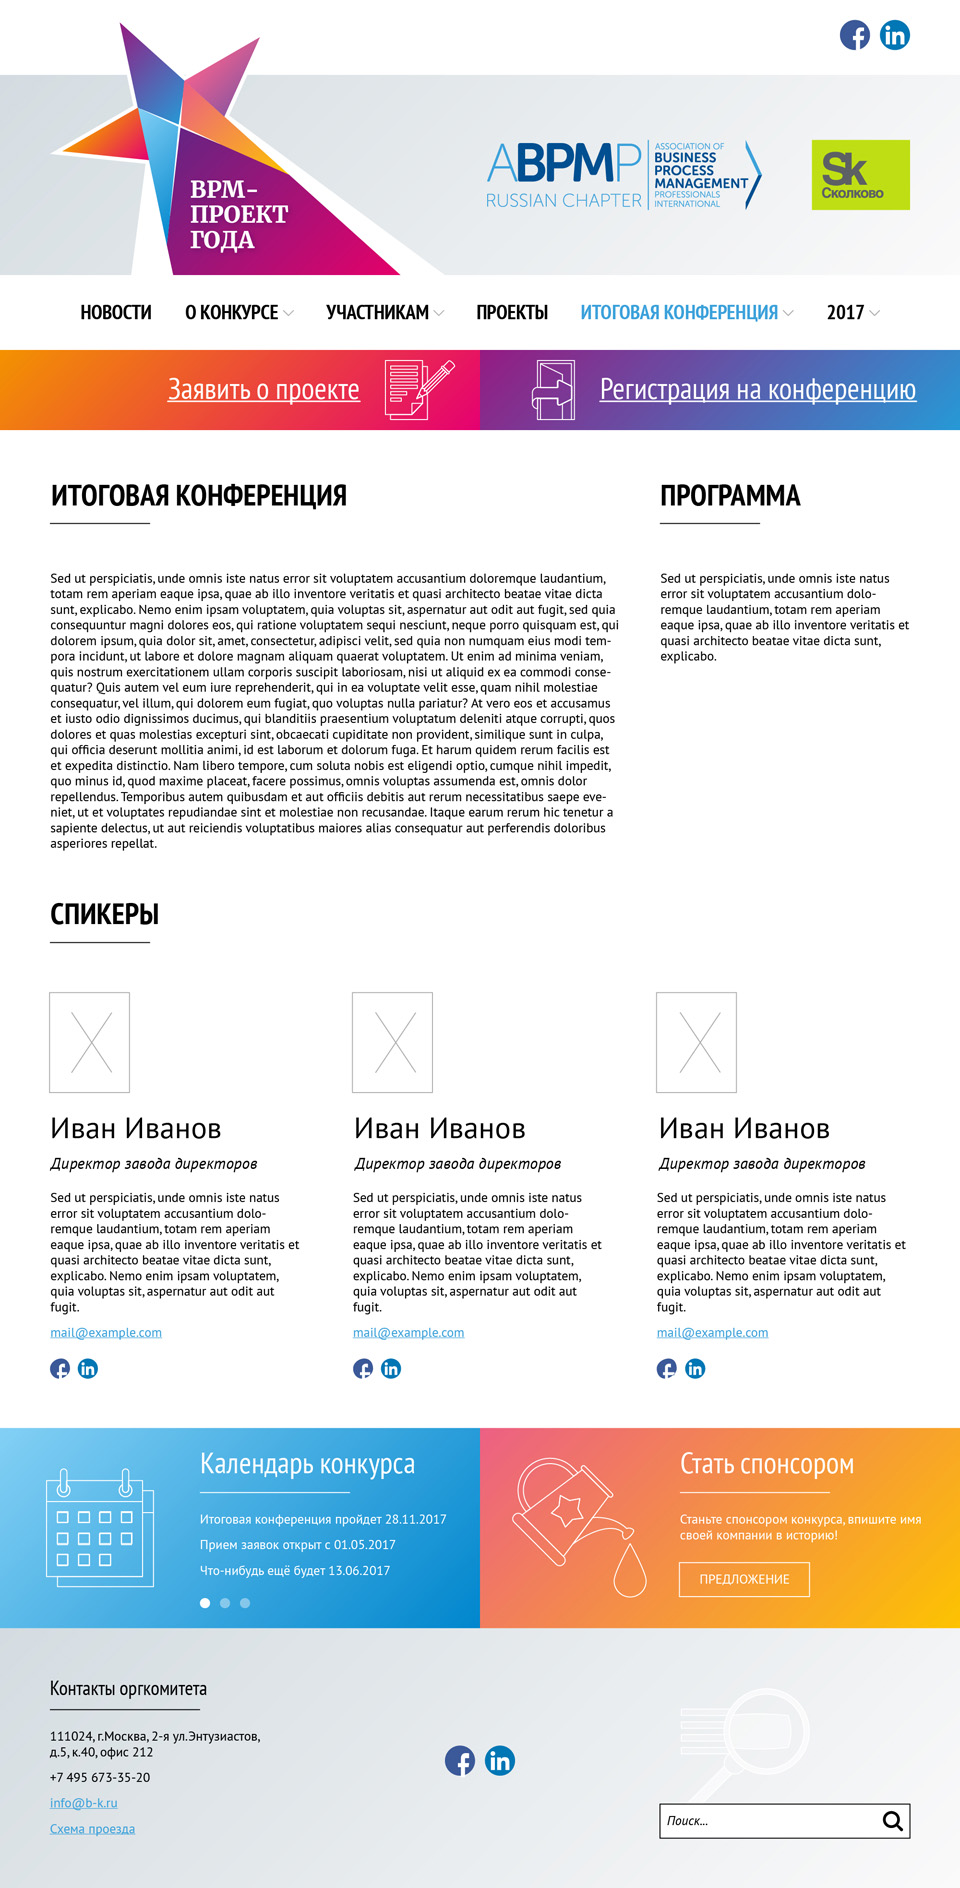 ABPMP
RUSSIAN CHAPTER
ASSOCIATION OF
BUSINESS
PROCESS
MANAGEMENT
PROFESSIONALS
INTERNATIONAL
Sk
Сколково
BPM–
ПРОЕКТ
ГОДА
НОВОСТИ О КОНКУРСЕ УЧАСТНИКАМ ПРОЕКТЫ ИТОГОВАЯ КОНФЕРЕНЦИЯ 2017
Заявить о проекте
Регистрация на конференцию
ИТОГОВАЯ КОНФЕРЕНЦИЯ
Sed ut perspiciatis, unde omnis iste natus error sit voluptatem accusantium doloremque laudantium,
totam rem aperiam eaque ipsa, quae ab illo inventore veritatis et quasi architecto beatae vitae dicta
sunt, explicabo. Nemo enim ipsam voluptatem, quia voluptas sit, aspernatur aut odit aut fugit, sed quia
consequuntur magni dolores eos, qui ratione voluptatem sequi nesciunt, neque porro quisquam est, qui
dolorem ipsum, quia dolor sit, amet, consectetur, adipisci velit, sed quia non numquam eius modi tem-
pora incidunt, ut labore et dolore magnam aliquam quaerat voluptatem. Ut enim ad minima veniam,
quis nostrum exercitationem ullam corporis suscipit laboriosam, nisi ut aliquid ex ea commodi conse-
quatur? Quis autem vel eum iure reprehenderit, qui in ea voluptate velit esse, quam nihil molestiae
consequatur, vel illum, qui dolorem eum fugiat, quo voluptas nulla pariatur? At vero eos et accusamus
et iusto odio dignissimos ducimus, qui blanditiis praesentium voluptatum deleniti atque corrupti, quos
dolores et quas molestias excepturi sint, obcaecati cupiditate non provident, similique sunt in culpa,
qui officia deserunt mollitia animi, id est laborum et dolorum fuga. Et harum quidem rerum facilis est
et expedita distinctio. Nam libero tempore, cum soluta nobis est eligendi optio, cumque nihil impedit,
quo minus id, quod maxime placeat, facere possimus, omnis voluptas assumenda est, omnis dolor
repellendus. Temporibus autem quibusdam et aut officiis debitis aut rerum necessitatibus saepe eve-
niet, ut et voluptates repudiandae sint et molestiae non recusandae. Itaque earum rerum hic tenetur a
sapiente delectus, ut aut reiciendis voluptatibus maiores alias consequatur aut perferendis doloribus
asperiores repellat.
ПРОГРАММА
Sed ut perspiciatis, unde omnis iste natus
error sit voluptatem accusantium dolo-
remque laudantium, totam rem aperiam
eaque ipsa, quae ab illo inventore veritatis et
quasi architecto beatae vitae dicta sunt,
explicabo.
СПИКЕРЫ
Иван Иванов
Директор завода директоров
Sed ut perspiciatis, unde omnis iste natus
error sit voluptatem accusantium dolo-
remque laudantium, totam rem aperiam
eaque ipsa, quae ab illo inventore veritatis et
quasi architecto beatae vitae dicta sunt,
explicabo. Nemo enim ipsam voluptatem,
quia voluptas sit, aspernatur aut odit aut
fugit.
mail@example.com
Иван Иванов
Директор завода директоров
Sed ut perspiciatis, unde omnis iste natus
error sit voluptatem accusantium dolo-
remque laudantium, totam rem aperiam
eaque ipsa, quae ab illo inventore veritatis et
quasi architecto beatae vitae dicta sunt,
explicabo. Nemo enim ipsam voluptatem,
quia voluptas sit, aspernatur aut odit aut
fugit.
mail@example.com
Иван Иванов
Директор завода директоров
Sed ut perspiciatis, unde omnis iste natus
error sit voluptatem accusantium dolo-
remque laudantium, totam rem aperiam
eaque ipsa, quae ab illo inventore veritatis et
quasi architecto beatae vitae dicta sunt,
explicabo. Nemo enim ipsam voluptatem,
quia voluptas sit, aspernatur aut odit aut
fugit.
mail@example.com
Календарь конкурса
Итоговая конференция пройдет 28.11.2017
Прием заявок открыт с 01.05.2017
Что-нибудь ещё будет 13.06.2017
Стать спонсором
Станьте спонсором конкурса, впишите имя
своей компании в историю!
ПРЕДЛОЖЕНИЕ
Контакты оргкомитета
111024, г.Москва, 2-я ул.Энтузиастов,
д.5, к.40, офис 212
+7 495 673-35-20
info@b-k.ru
Схема проезда
Поиск...